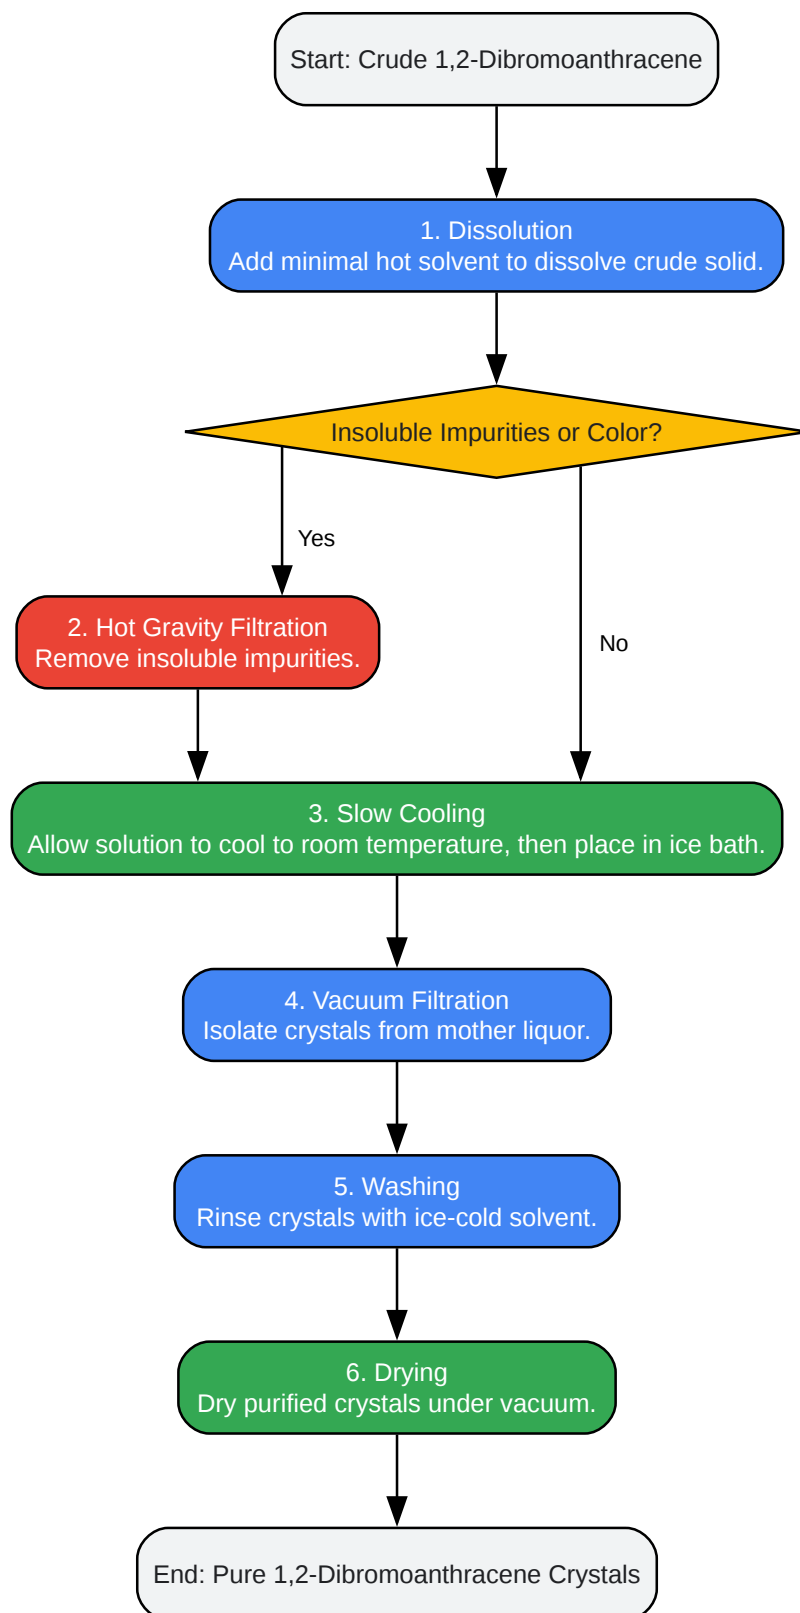 Start: Crude 1,2-Dibromoanthracene
1. Dissolution
Add minimal hot solvent to dissolve crude solid.
Insoluble Impurities or Color?
Yes
2. Hot Gravity Filtration
Remove insoluble impurities.
No
3. Slow Cooling
Allow solution to cool to room temperature, then place in ice bath.
4. Vacuum Filtration
Isolate crystals from mother liquor.
5. Washing
Rinse crystals with ice-cold solvent.
6. Drying
Dry purified crystals under vacuum.
End: Pure 1,2-Dibromoanthracene Crystals